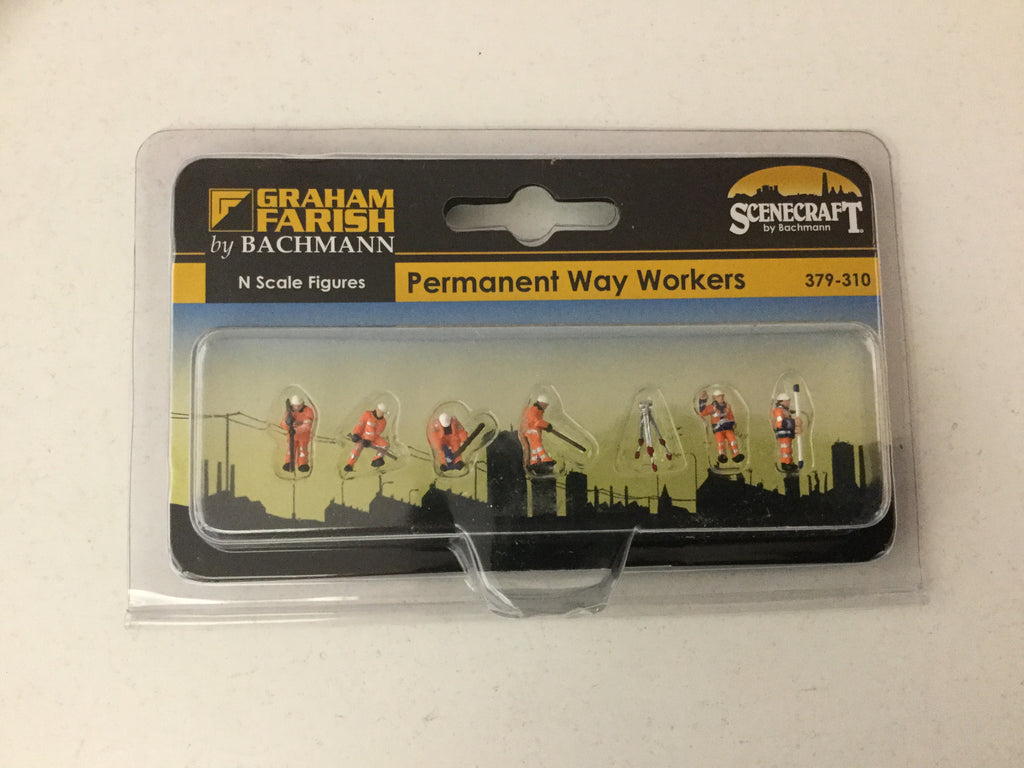 GRAHAM
FARISH
by BACHMANN
N Scale Figures
Permanent Way Workers
SCENECRAFT
by Bachmann
379-310